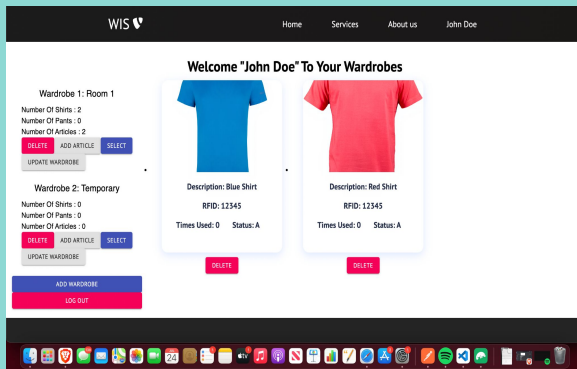 WIS
Home Services About us John Doe
Welcome "John Doe" To Your Wardrobes
Wardrobe 1: Room 1
Number Of Shirts : 2
Number Of Pants : 0
Number Of Articles : 2
DELETE ADD ARTICLE SELECT
UPDATE WARDROBE
Wardrobe 2: Temporary
Number Of Shirts : 0
Number Of Pants : 0
Number Of Articles : 0
DELETE ADD ARTICLE SELECT
UPDATE WARDROBE
ADD WARDROBE
LOG OUT
Description: Blue Shirt
RFID: 12345
Times Used: 0 Status: A
DELETE
Description: Red Shirt
RFID: 12345
Times Used: 0 Status: A
DELETE
24
tv